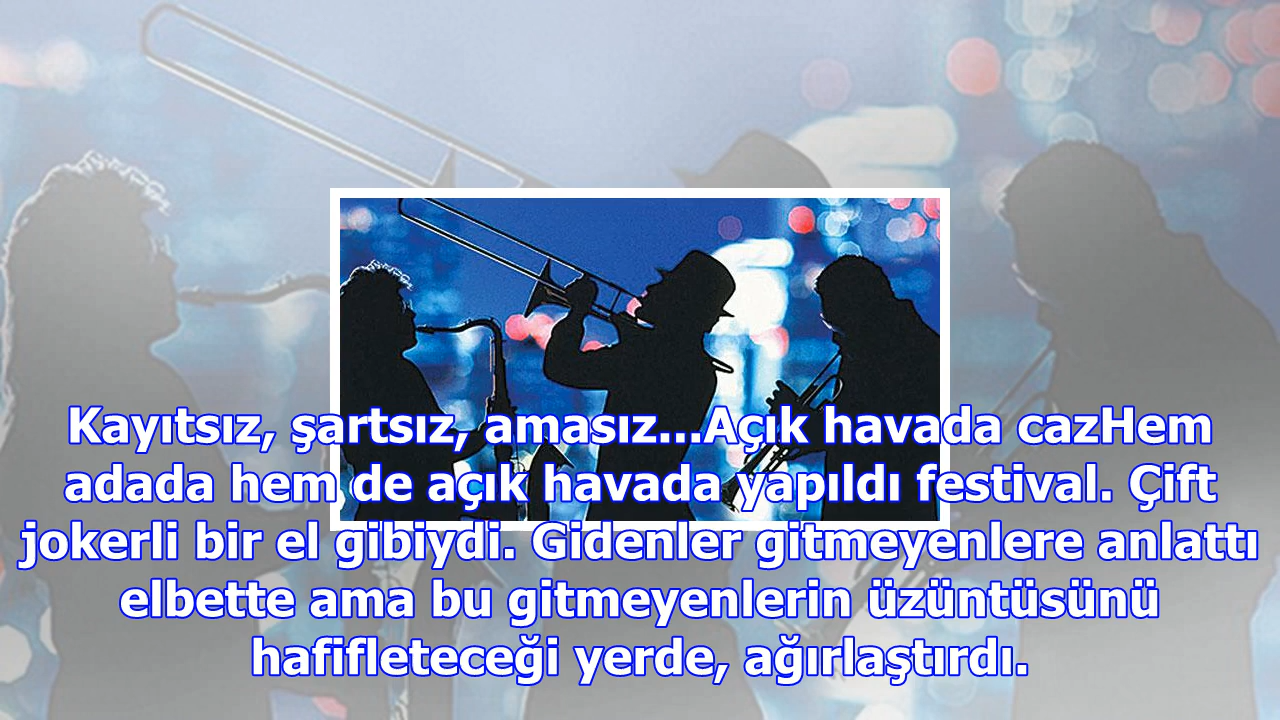 Kayıtsız, şartsız, amasız...Açık havada cazHem
adada hem de açık havada yapıldı festival. Çift
jokerli bir el gibiydi. Gidenler gitmeyenlere anlattı
elbette ama bu gitmeyenlerin üzüntüsünü
hafifleteceği yerde, ağırlaştırdı.